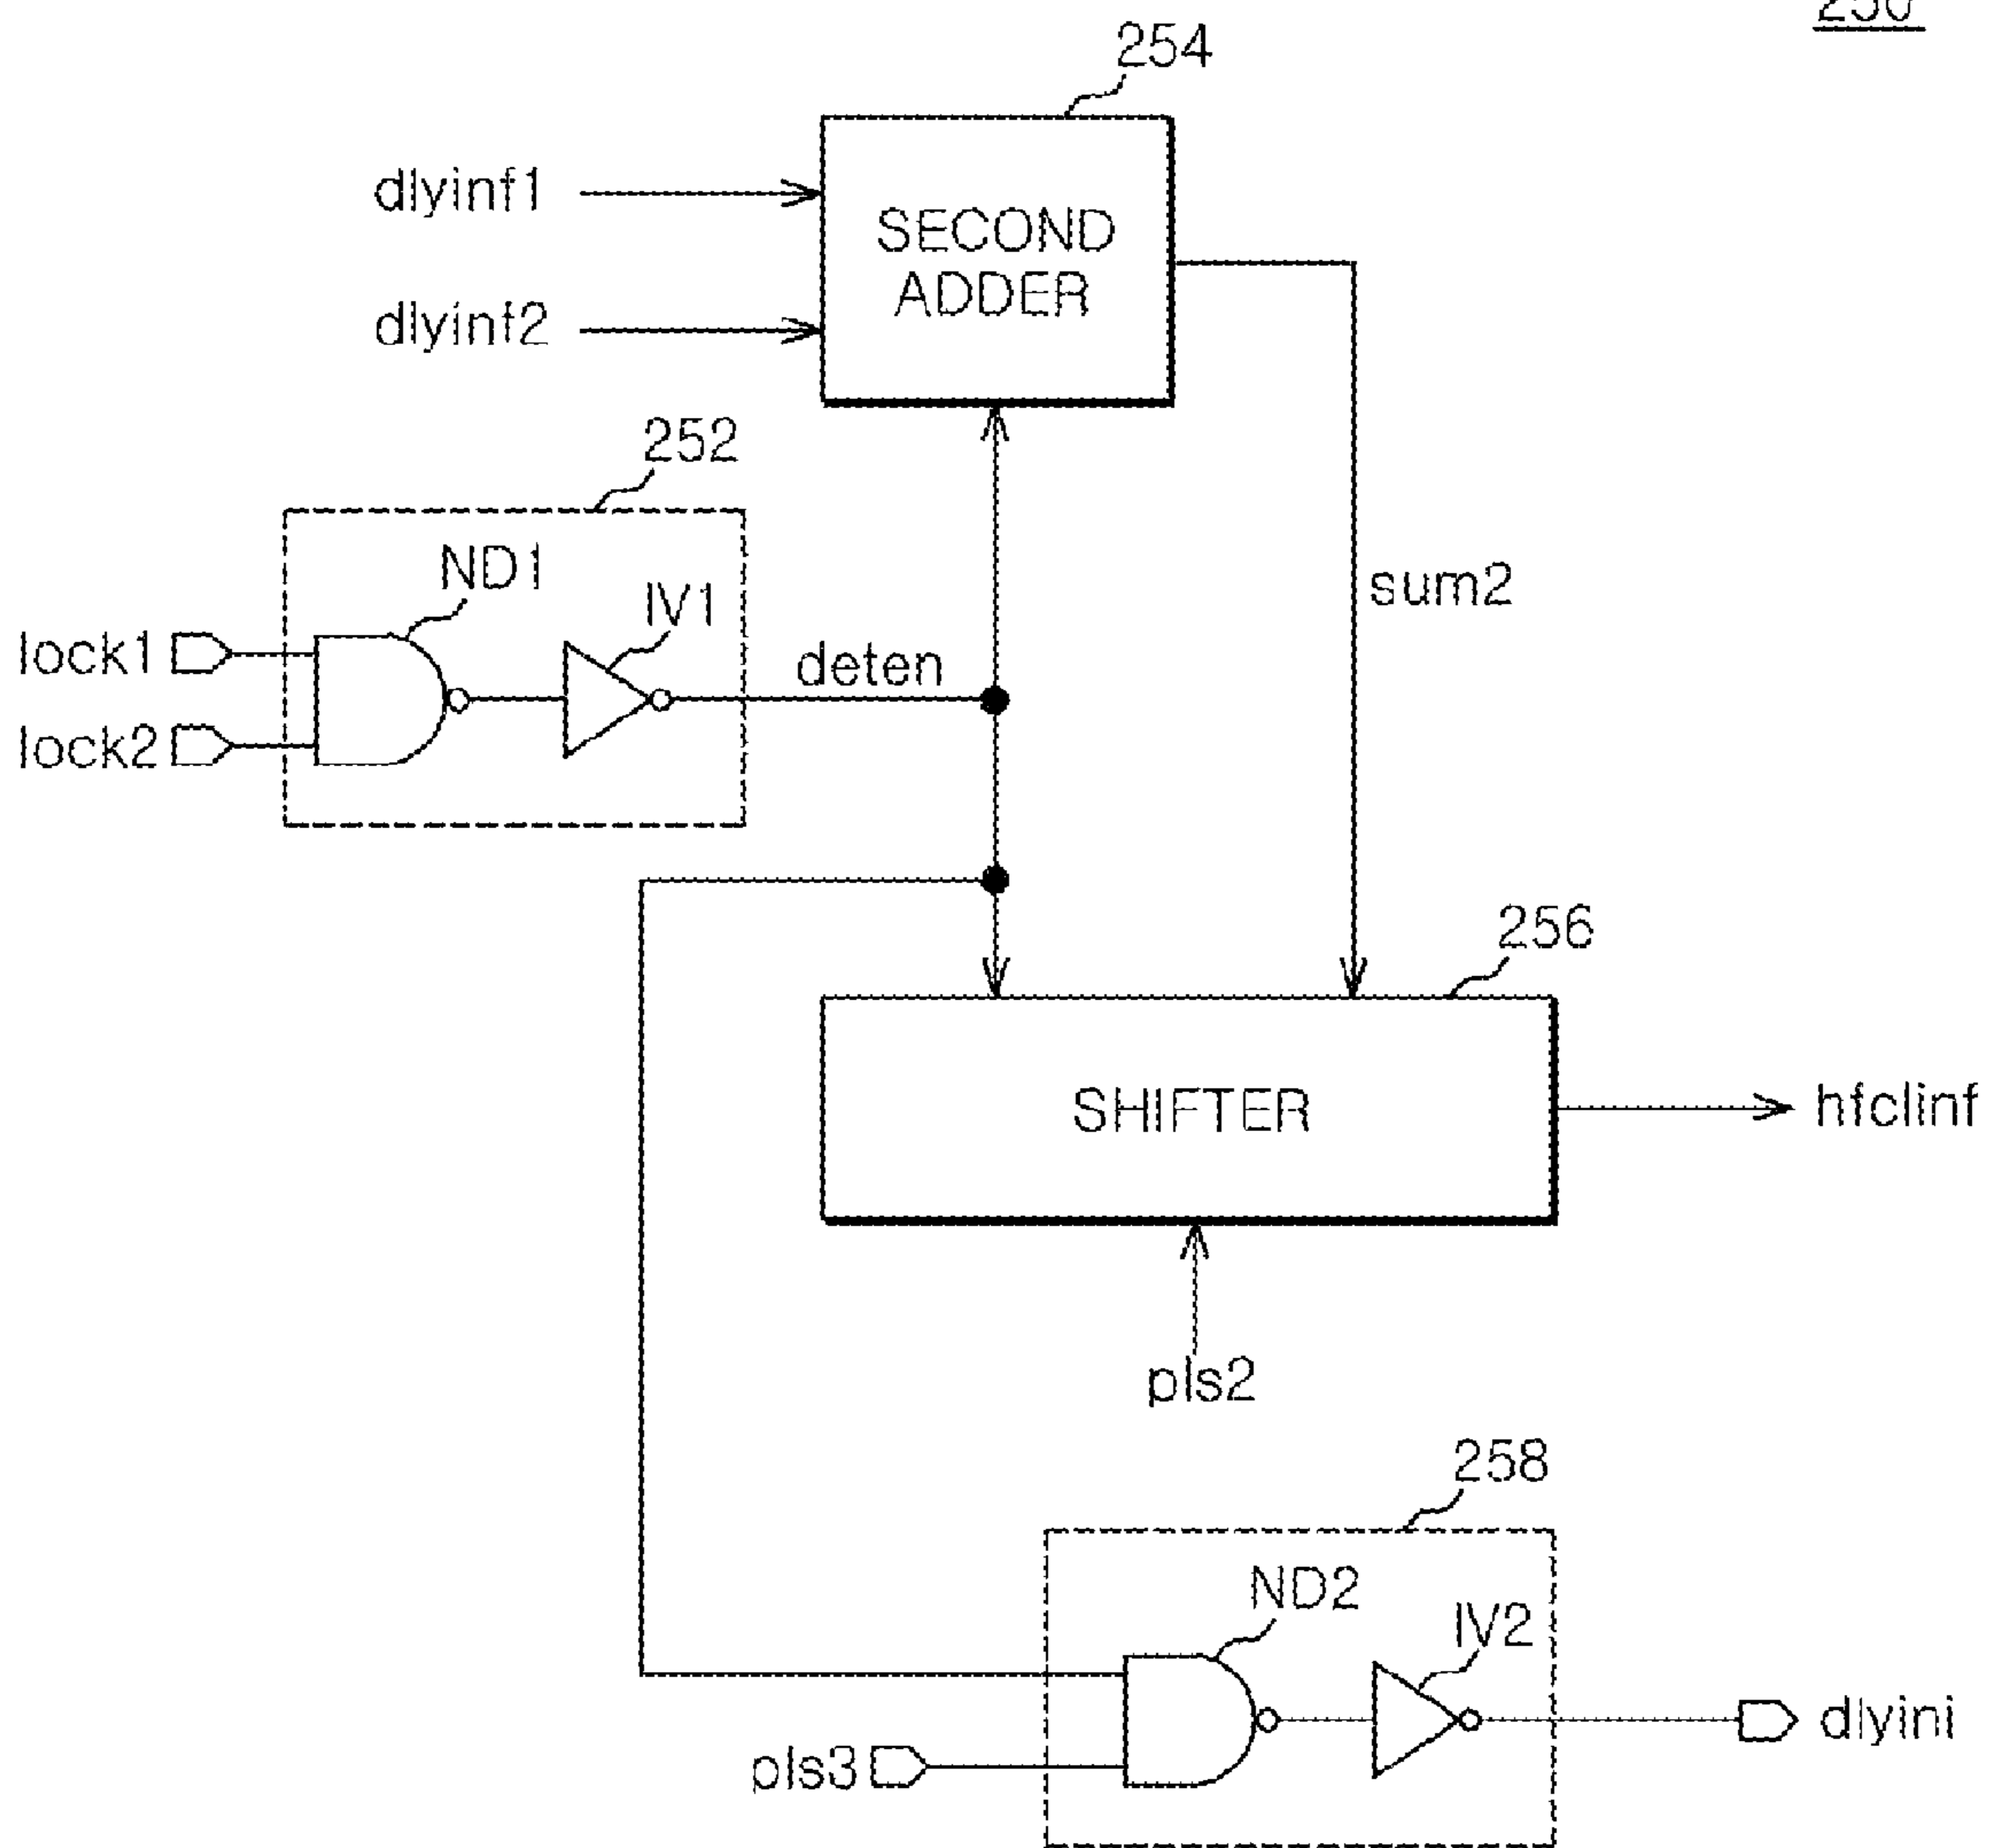 250
254
dlyinf1
SECOND
ADDER
dlyinf2
252
ND1
IV1
sum2
lock1
deten
lock2
256
SHIFTER
hfclinf
pls2
258
ND2
IV2
dlyini
pls3